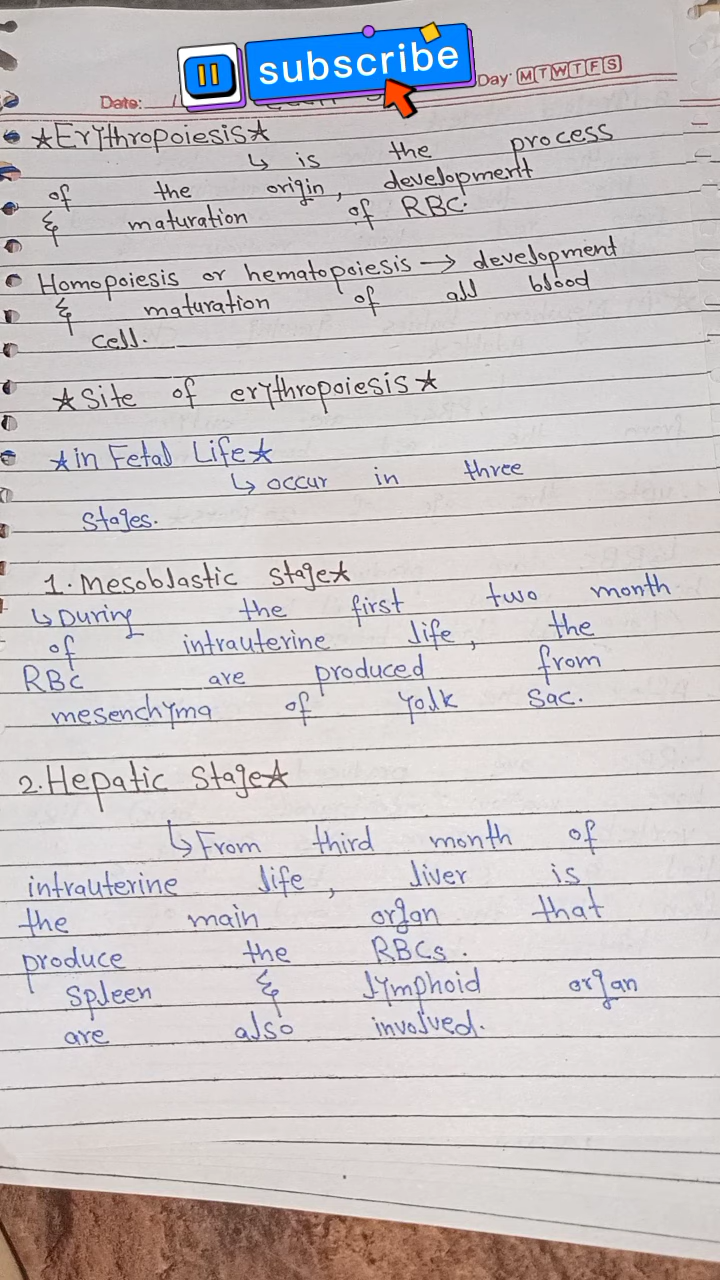 subscribe
Date: Day: M T W T F S
★Erythropoiesis★
↳ is the process
of the origin, development
& maturation of RBC.
Homopoiesis or hematopoiesis → development
& maturation of all blood
cell.
★Site of erythropoiesis★
★in Fetal Life★
↳ occur in three
stages.
1. Mesoblastic stage★
↳ During the first two month
of intrauterine life, the
RBC are produced from
mesenchyma of yolk sac.
2. Hepatic Stage★
↳ From third month of
intrauterine life, liver is
the main organ that
produce the RBCs.
Spleen & lymphoid organ
are also involved.